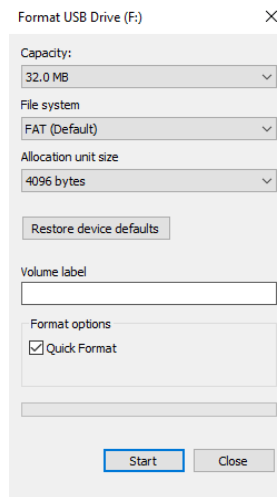 Format USB Drive (F:)
Capacity:
32.0 MB
File system
FAT (Default)
Allocation unit size
4096 bytes
Restore device defaults
Volume label
Format options
Quick Format
Start Close